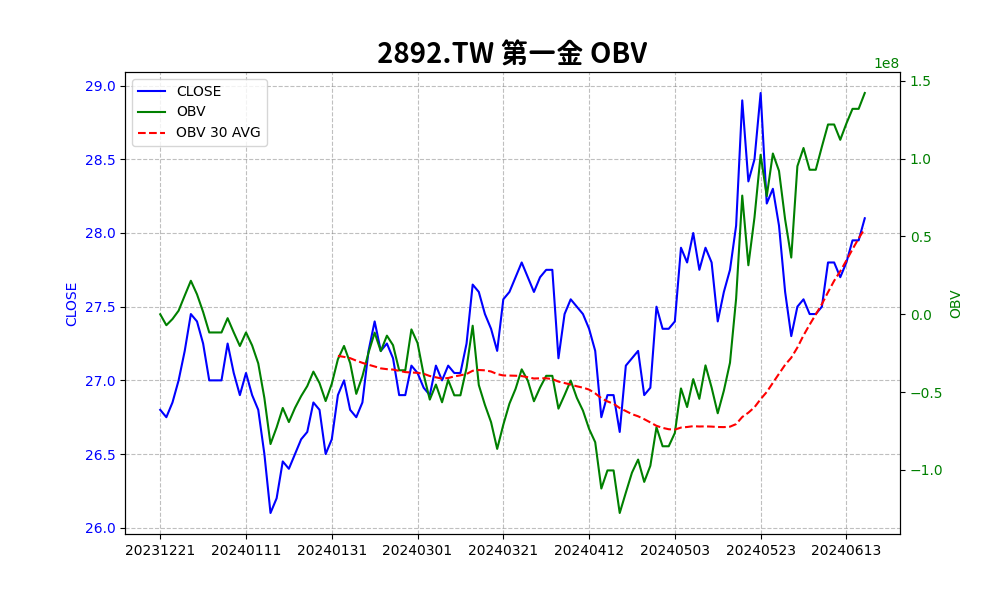 2892.TW 第一金 OBV
1e8
CLOSE
OBV
OBV 30 AVG
29.0
28.5
28.0
27.5
27.0
26.5
26.0
CLOSE
1.5
1.0
0.5
0.0
−0.5
−1.0
OBV
20231221 20240111 20240131 20240301 20240321 20240412 20240503 20240523 20240613